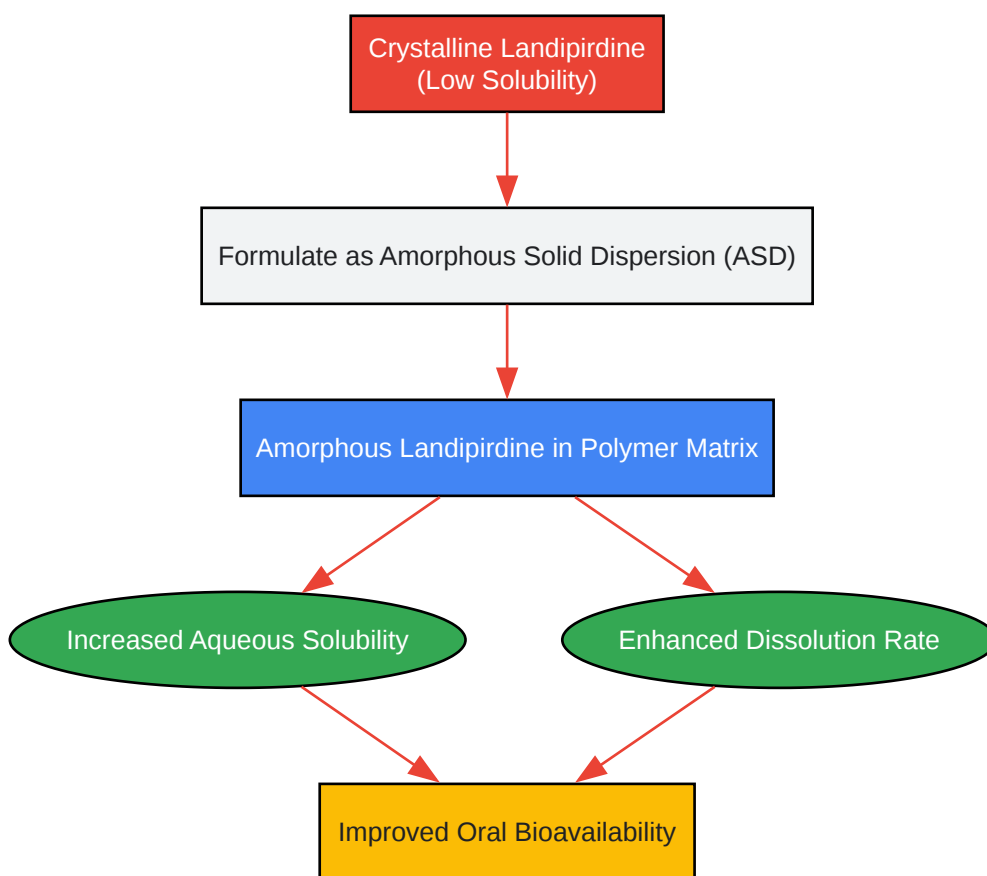 Crystalline Landipirdine
(Low Solubility)
Formulate as Amorphous Solid Dispersion (ASD)
Amorphous Landipirdine in Polymer Matrix
Increased Aqueous Solubility
Enhanced Dissolution Rate
Improved Oral Bioavailability